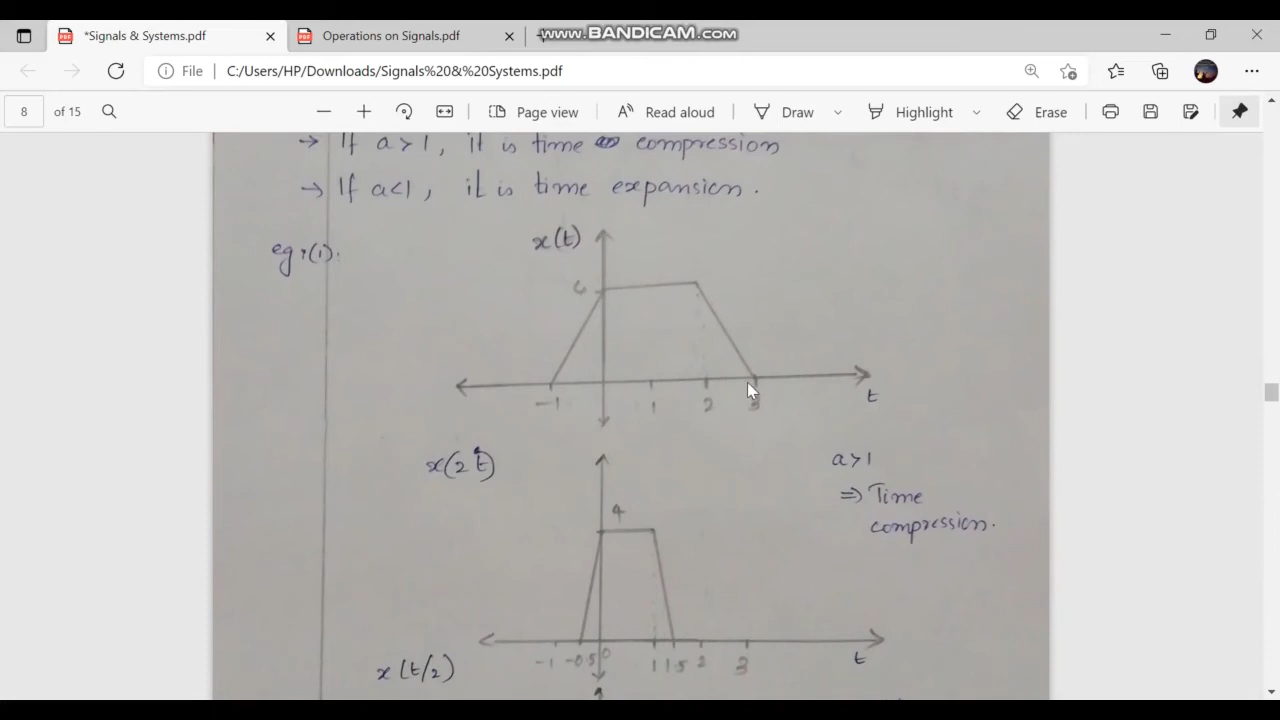 *Signals & Systems.pdf
Operations on Signals.pdf
www.BANDICAM.com
File
C:/Users/HP/Downloads/Signals%20&%20Systems.pdf
8 of 15
Page view
Read aloud
Draw
Highlight
Erase
→ If a > 1, it is time compression
→ If a < 1, it is time expansion.
eg:(1):
x(t)
4
-1 1 2 3 t
x(2t)
a > 1
⇒ Time
compression.
4
-1 -0.5 0 1 1.5 2 3 t
x(t/2)